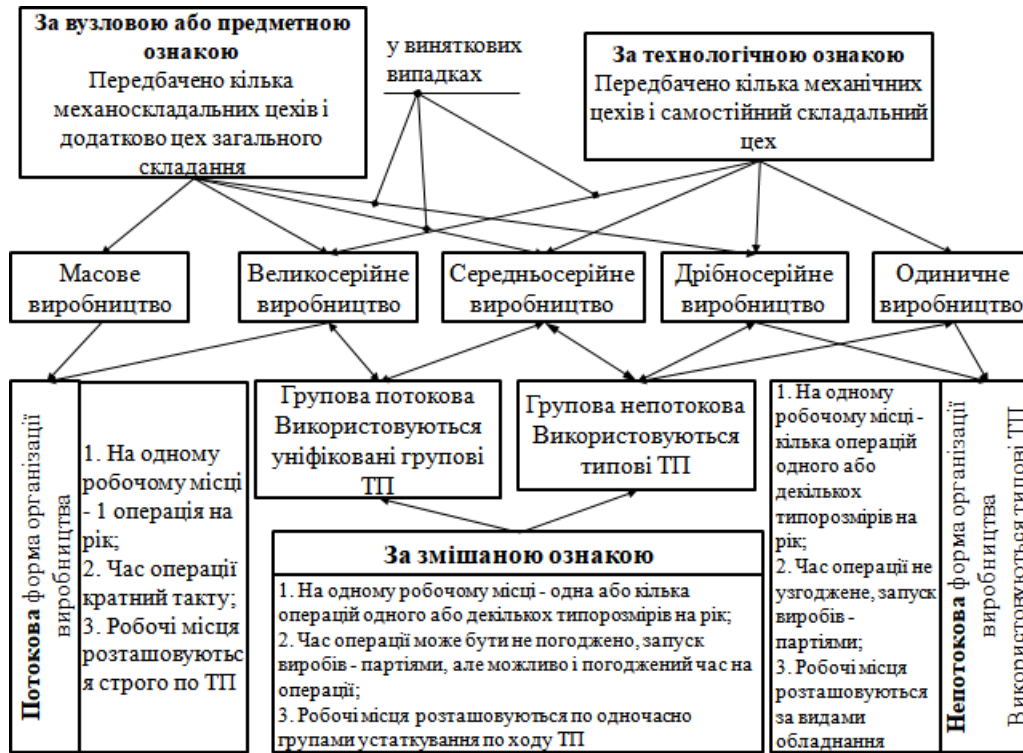 За вузловою або предметною
ознакою
Передбачено кілька
механоскладальних цехів і
додатково цех загального
складання
у виняткових
випадках
За технологічною ознакою
Передбачено кілька механічних
цехів і самостійний складальний
цех
Масове
виробництво
Великосерійне
виробництво
Середньосерійне
виробництво
Дрібносерійне
виробництво
Одиничне
виробництво
Потокова форма організації
виробництва
1. На одному
робочому місці
- 1 операція на
рік;
2. Час операції
кратний такту;
3. Робочі місця
розташовуютьс
я строго по ТП
Групова потокова
Використовуються
уніфіковані групові
ТП
Групова непотокова
Використовуються
типові ТП
За змішаною ознакою
1. На одному робочому місці - одна або кілька
операцій одного або декількох типорозмірів на рік;
2. Час операції може бути не погоджено, запуск
виробів - партіями, але можливо і погоджений час на
операції;
3. Робочі місця розташовуються по одночасно
групами устаткування по ходу ТП
1. На одному
робочому місці -
кілька операцій
одного або
декількох
типорозмірів на
рік;
2. Час операції не
узгоджене, запуск
виробів -
партіями;
3. Робочі місця
розташовуються
за видами
обладнання
Непотокова форма організації
виробництва
Використовуються типові ТП